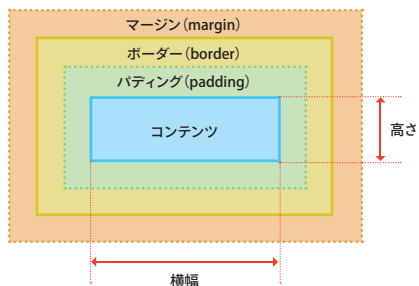 マージン（margin）
ボーダー（border）
パディング（padding）
コンテンツ
高さ
横幅